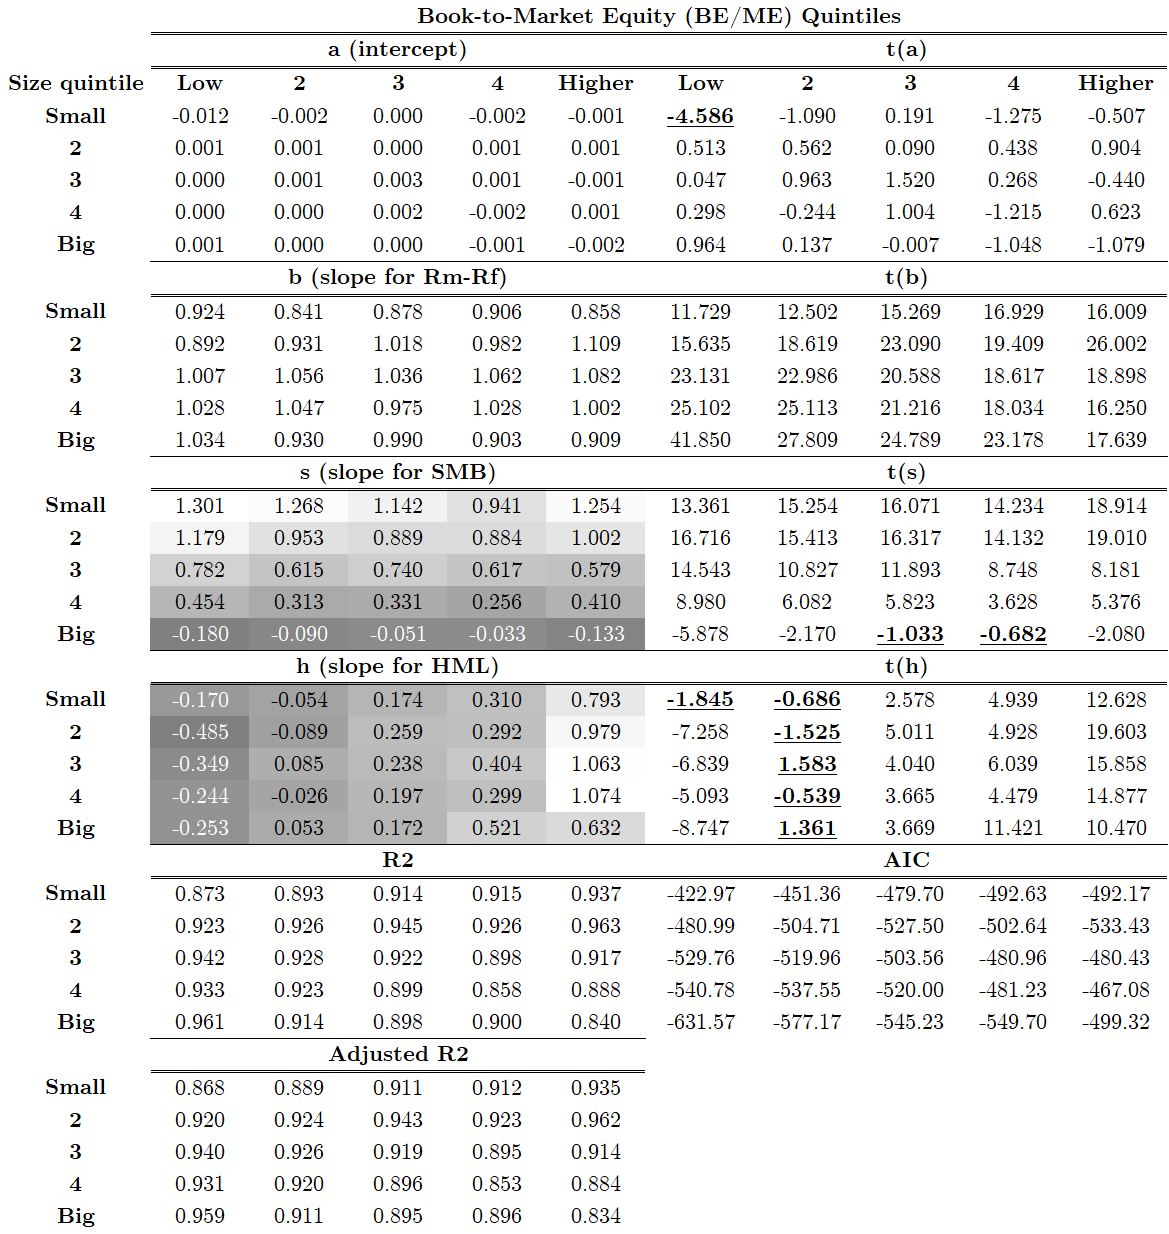 Book-to-Market Equity (BE/ME) Quintiles
a (intercept) t(a)
Size quintile Low 2 3 4 Higher Low 2 3 4 Higher
Small -0.012 -0.002 0.000 -0.002 -0.001 -4.586 -1.090 0.191 -1.275 -0.507
2 0.001 0.001 0.000 0.001 0.001 0.513 0.562 0.090 0.438 0.904
3 0.000 0.001 0.003 0.001 -0.001 0.047 0.963 1.520 0.268 -0.440
4 0.000 0.000 0.002 -0.002 0.001 0.298 -0.244 1.004 -1.215 0.623
Big 0.001 0.000 0.000 -0.001 -0.002 0.964 0.137 -0.007 -1.048 -1.079
b (slope for Rm-Rf) t(b)
Small 0.924 0.841 0.878 0.906 0.858 11.729 12.502 15.269 16.929 16.009
2 0.892 0.931 1.018 0.982 1.109 15.635 18.619 23.090 19.409 26.002
3 1.007 1.056 1.036 1.062 1.082 23.131 22.986 20.588 18.617 18.898
4 1.028 1.047 0.975 1.028 1.002 25.102 25.113 21.216 18.034 16.250
Big 1.034 0.930 0.990 0.903 0.909 41.850 27.809 24.789 23.178 17.639
s (slope for SMB) t(s)
Small 1.301 1.268 1.142 0.941 1.254 13.361 15.254 16.071 14.234 18.914
2 1.179 0.953 0.889 0.884 1.002 16.716 15.413 16.317 14.132 19.010
3 0.782 0.615 0.740 0.617 0.579 14.543 10.827 11.893 8.748 8.181
4 0.454 0.313 0.331 0.256 0.410 8.980 6.082 5.823 3.628 5.376
Big -0.180 -0.090 -0.051 -0.033 -0.133 -5.878 -2.170 -1.033 -0.682 -2.080
h (slope for HML) t(h)
Small -0.170 -0.054 0.174 0.310 0.793 -1.845 -0.686 2.578 4.939 12.628
2 -0.485 -0.089 0.259 0.292 0.979 -7.258 -1.525 5.011 4.928 19.603
3 -0.349 0.085 0.238 0.404 1.063 -6.839 1.583 4.040 6.039 15.858
4 -0.244 -0.026 0.197 0.299 1.074 -5.093 -0.539 3.665 4.479 14.877
Big -0.253 0.053 0.172 0.521 0.632 -8.747 1.361 3.669 11.421 10.470
R2 AIC
Small 0.873 0.893 0.914 0.915 0.937 -422.97 -451.36 -479.70 -492.63 -492.17
2 0.923 0.926 0.945 0.926 0.963 -480.99 -504.71 -527.50 -502.64 -533.43
3 0.942 0.928 0.922 0.898 0.917 -529.76 -519.96 -503.56 -480.96 -480.43
4 0.933 0.923 0.899 0.858 0.888 -540.78 -537.55 -520.00 -481.23 -467.08
Big 0.961 0.914 0.898 0.900 0.840 -631.57 -577.17 -545.23 -549.70 -499.32
Adjusted R2
Small 0.868 0.889 0.911 0.912 0.935
2 0.920 0.924 0.943 0.923 0.962
3 0.940 0.926 0.919 0.895 0.914
4 0.931 0.920 0.896 0.853 0.884
Big 0.959 0.911 0.895 0.896 0.834